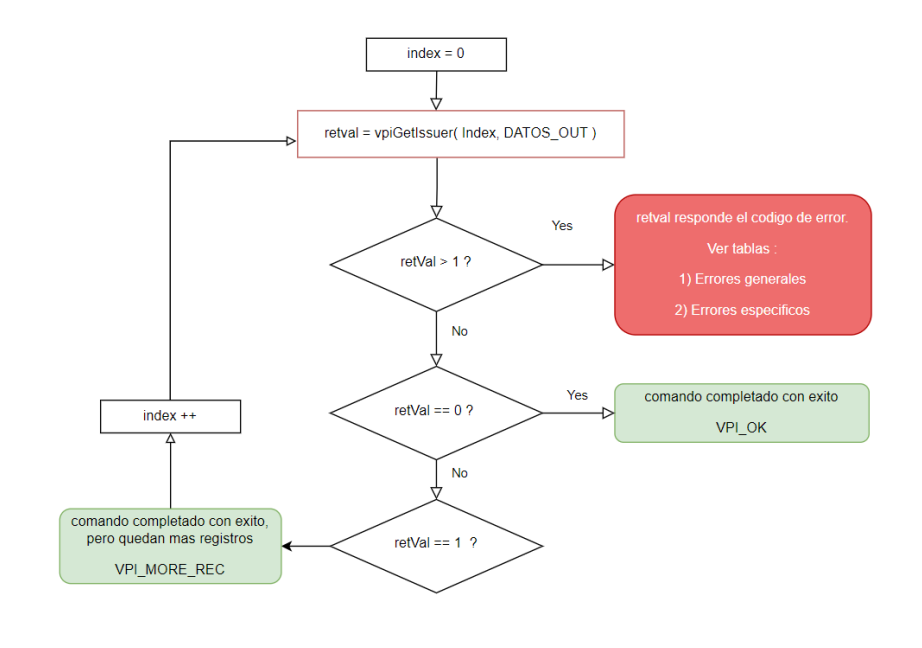 index = 0
retval = vpiGetIssuer( Index, DATOS_OUT )
retVal > 1 ?
Yes
retval responde el codigo de error.
Ver tablas :
1) Errores generales
2) Errores especificos
No
retVal == 0 ?
Yes
comando completado con exito
VPI_OK
No
retVal == 1 ?
comando completado con exito,
pero quedan mas registros
VPI_MORE_REC
index ++